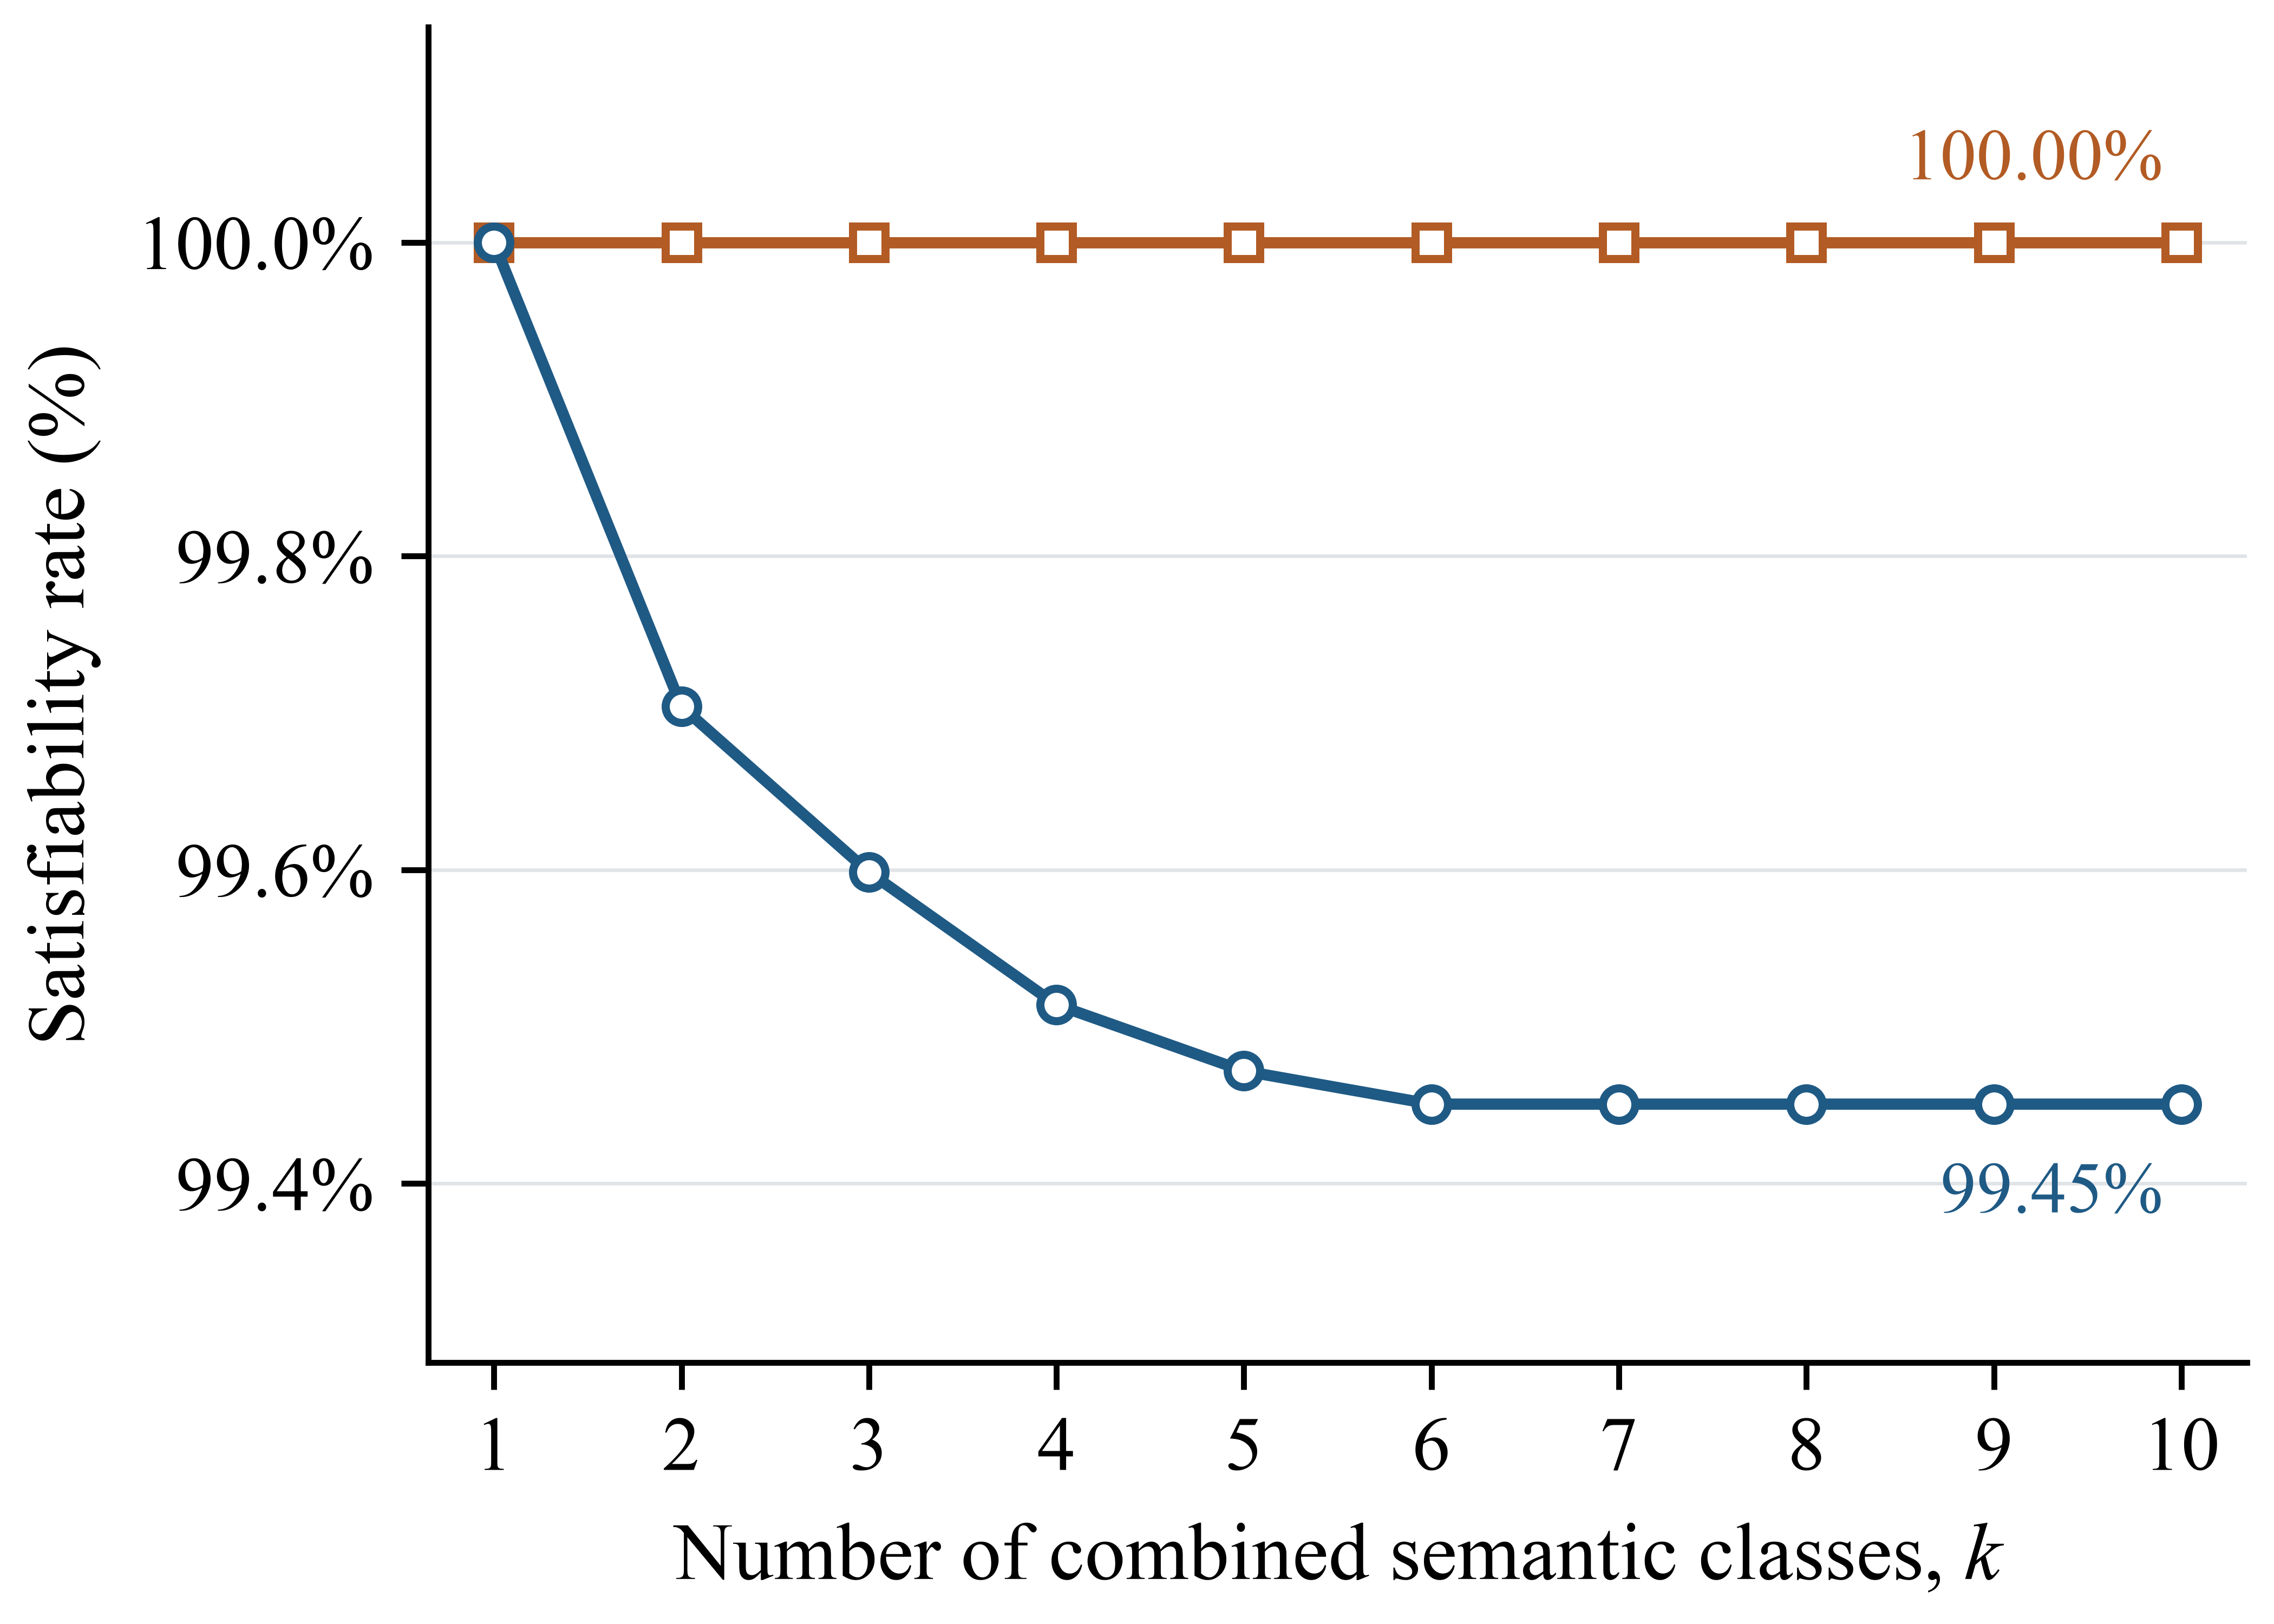 100.00%
100.0%
99.8%
99.6%
99.4%
99.45%
Satisfiability rate (%)
1 2 3 4 5 6 7 8 9 10
Number of combined semantic classes, k